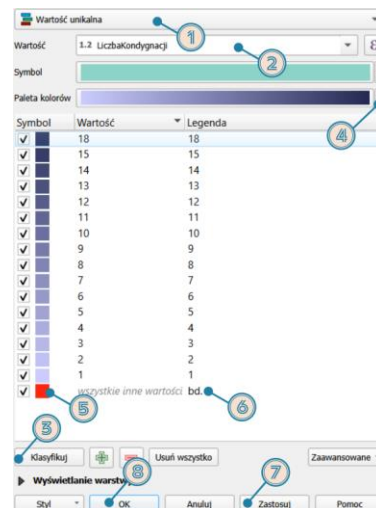 Wartość unikalna
1
Wartość 1.2 LiczbaKondygnacji ε
2
Symbol
Paleta kolorów
4
Symbol Wartość Legenda
18 18
15 15
14 14
13 13
12 12
11 11
10 10
9 9
8 8
7 7
6 6
5 5
4 4
3 3
2 2
1 1
wszystkie inne wartości bd.
5 6
3
Klasyfikuj Usuń wszystko Zaawansowane
8 7
Wyświetlanie warstwy
Styl OK Anuluj Zastosuj Pomoc